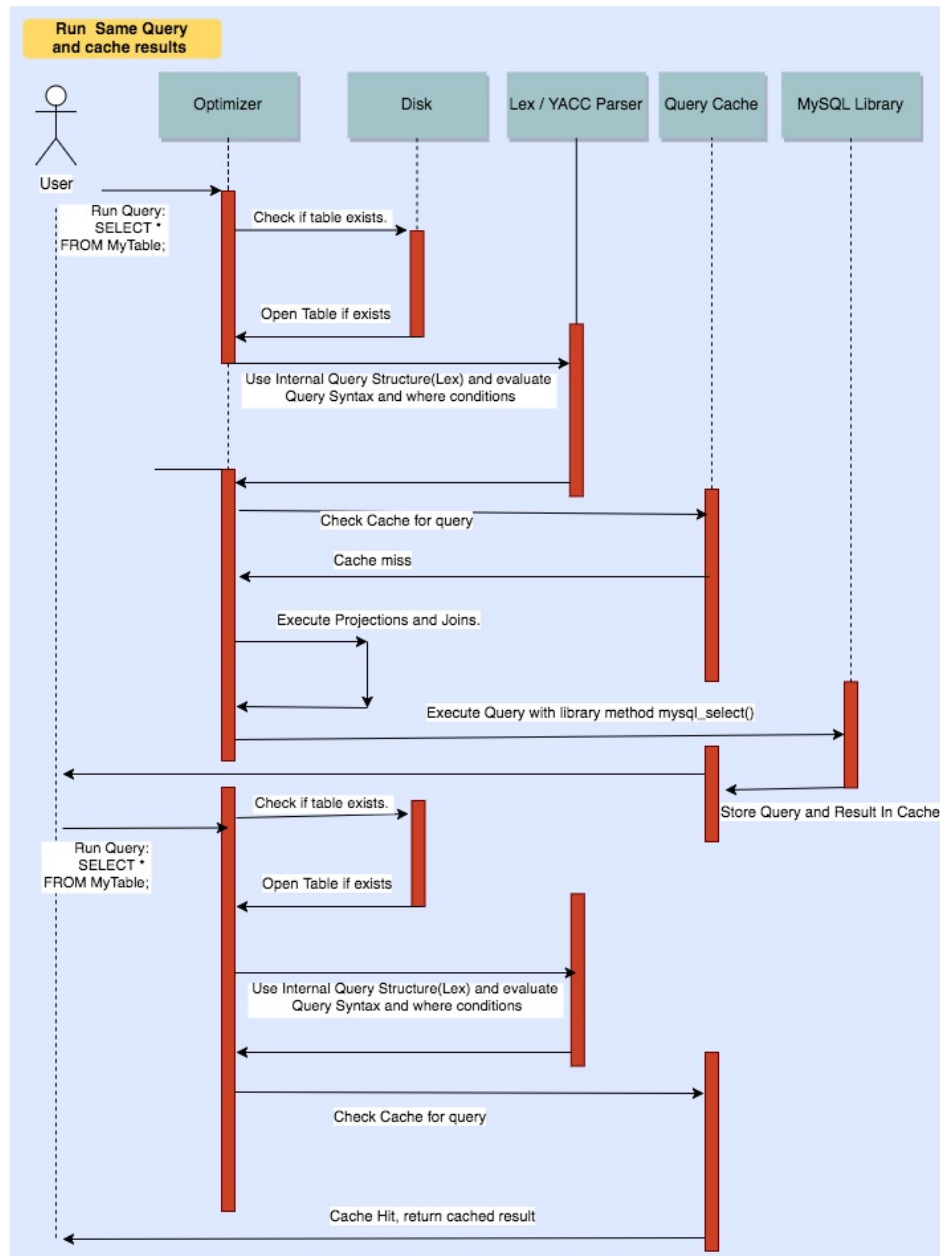 Run Same Query
and cache results
Optimizer
Disk
Lex / YACC Parser
Query Cache
MySQL Library
User
Run Query:
SELECT *
FROM MyTable;
Check if table exists.
Open Table if exists
Use Internal Query Structure(Lex) and evaluate
Query Syntax and where conditions
Check Cache for query
Cache miss
Execute Projections and Joins.
Execute Query with library method mysql_select()
Store Query and Result In Cache
Check if table exists.
Run Query:
SELECT *
FROM MyTable;
Open Table if exists
Use Internal Query Structure(Lex) and evaluate
Query Syntax and where conditions
Check Cache for query
Cache Hit, return cached result